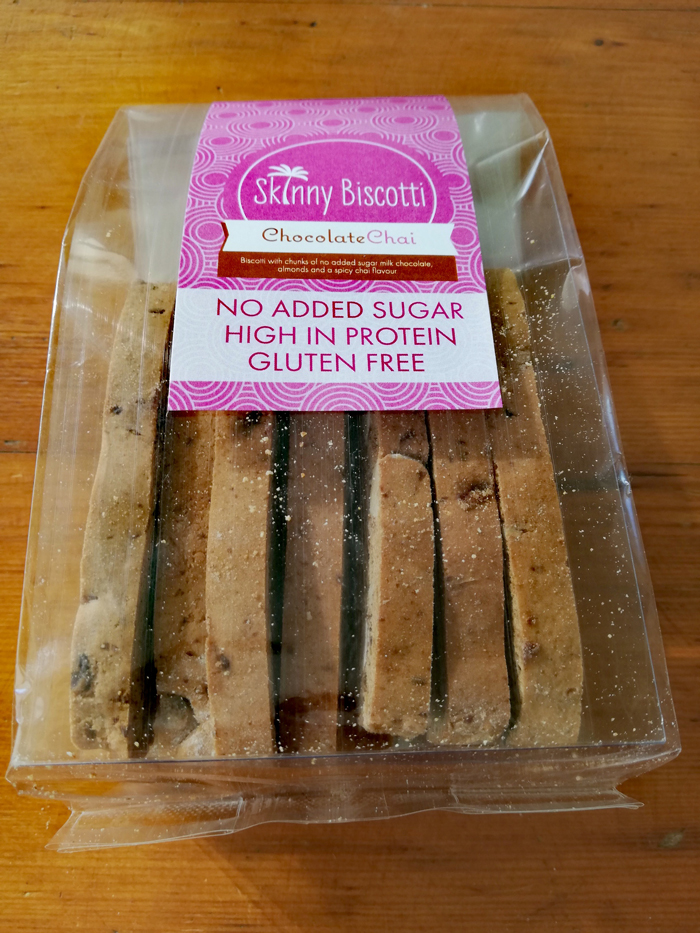 Skinny Biscotti
ChocolateChai
Biscotti with chunks of no added sugar milk chocolate,
almonds and a spicy chai flavour
NO ADDED SUGAR
HIGH IN PROTEIN
GLUTEN FREE